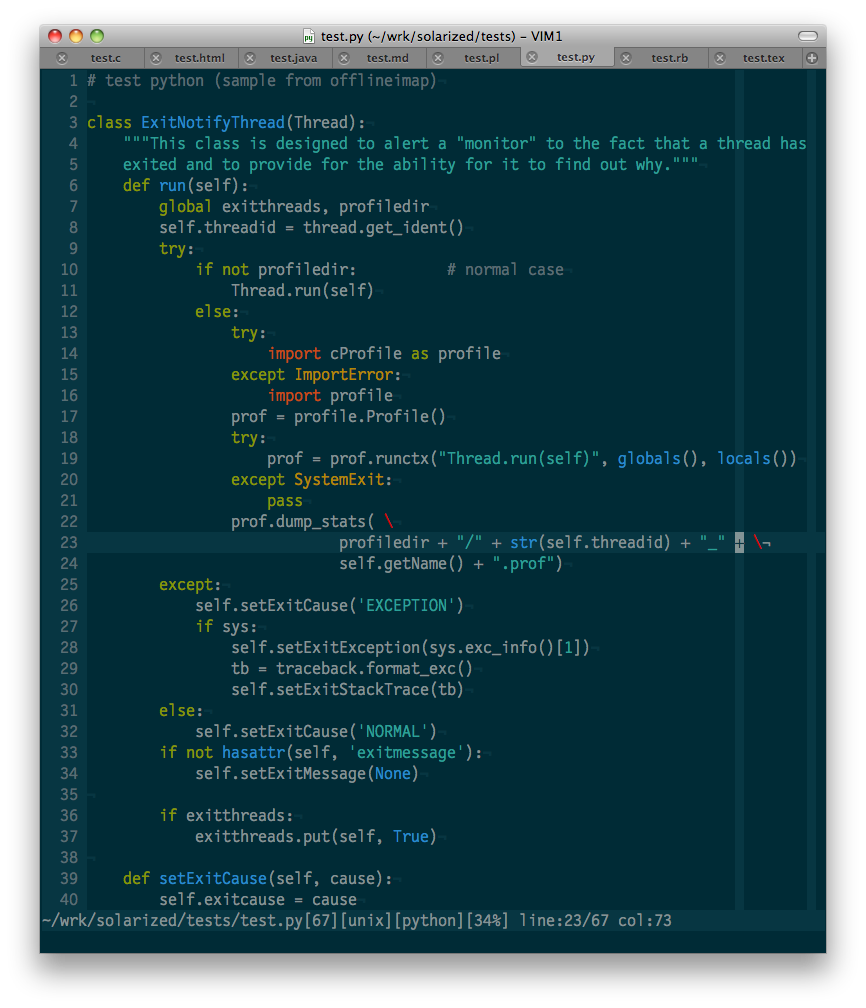 test.py (~/wrk/solarized/tests) – VIM1
test.c test.html test.java test.md test.pl test.py test.rb test.tex
1 # test python (sample from offlineimap)¬
2 ¬
3 class ExitNotifyThread(Thread):¬
4     """This class is designed to alert a "monitor" to the fact that a thread has
5     exited and to provide for the ability for it to find out why."""¬
6     def run(self):¬
7         global exitthreads, profiledir¬
8         self.threadid = thread.get_ident()¬
9         try:¬
10             if not profiledir:          # normal case¬
11                 Thread.run(self)¬
12             else:¬
13                 try:¬
14                     import cProfile as profile¬
15                 except ImportError:¬
16                     import profile¬
17                 prof = profile.Profile()¬
18                 try:¬
19                     prof = prof.runctx("Thread.run(self)", globals(), locals())¬
20                 except SystemExit:¬
21                     pass¬
22                 prof.dump_stats( \¬
23                             profiledir + "/" + str(self.threadid) + "_" + \¬
24                             self.getName() + ".prof")¬
25         except:¬
26             self.setExitCause('EXCEPTION')¬
27             if sys:¬
28                 self.setExitException(sys.exc_info()[1])¬
29                 tb = traceback.format_exc()¬
30                 self.setExitStackTrace(tb)¬
31         else:¬
32             self.setExitCause('NORMAL')¬
33         if not hasattr(self, 'exitmessage'):¬
34             self.setExitMessage(None)¬
35 ¬
36         if exitthreads:¬
37             exitthreads.put(self, True)¬
38 ¬
39     def setExitCause(self, cause):¬
40         self.exitcause = cause¬
~/wrk/solarized/tests/test.py[67][unix][python][34%] line:23/67 col:73